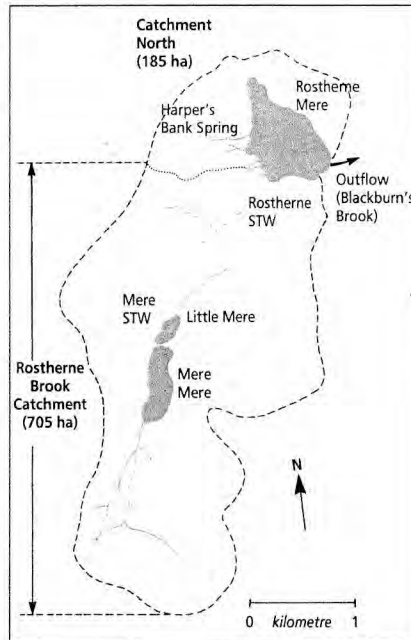 Catchment
North
(185 ha)
Rostherne
Mere
Harper's
Bank Spring
Outflow
(Blackburn's
Brook)
Rostherne
STW
Mere
STW
Little Mere
Mere
Mere
Rostherne
Brook
Catchment
(705 ha)
N
0 kilometre 1